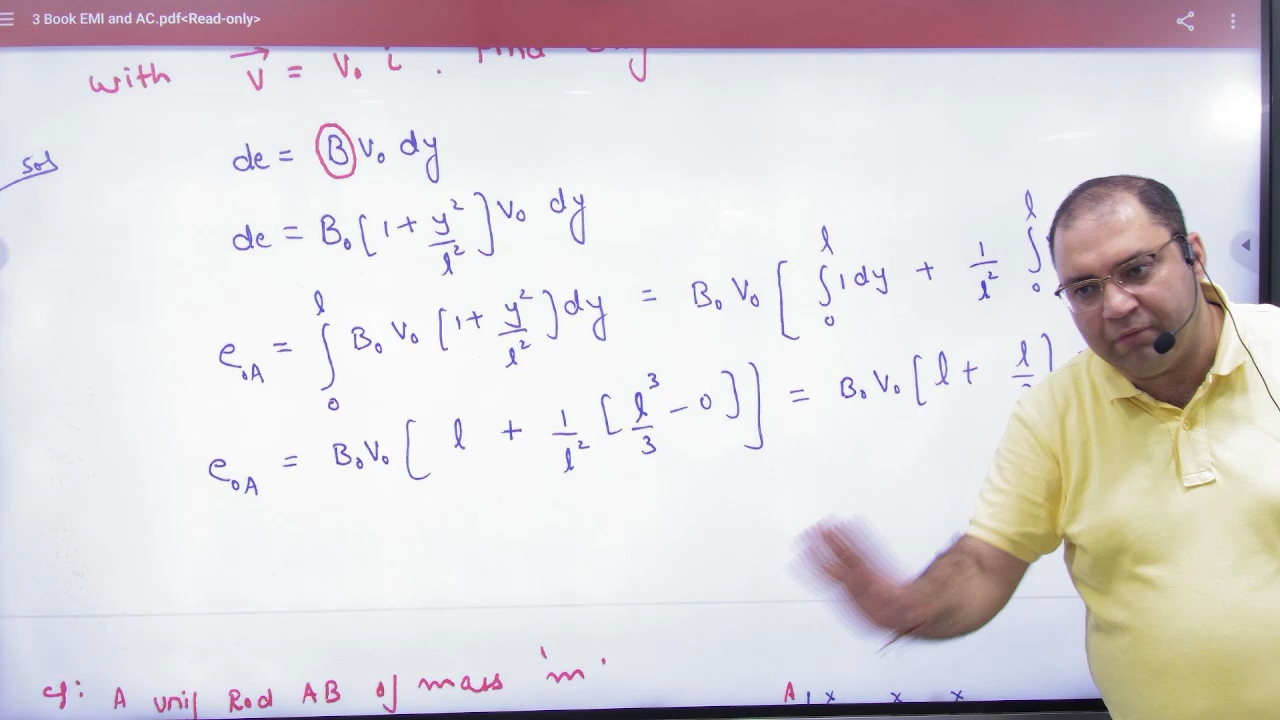 3 Book EMI and AC.pdf<Read-only>
with v⃗ = V₀ î . Find
sol
de = B V₀ dy
de = B₀ [1 + y²/l²] V₀ dy
e₀A = ∫₀ˡ B₀ V₀ [1 + y²/l²] dy = B₀ V₀ [ ∫₀ˡ 1 dy + 1/l² ∫₀ˡ
e₀A = B₀V₀ [ l + 1/l² [l³/3 - 0]] = B₀ V₀ [l + l/
eg: A unif Rod AB of mass 'm'
A x x x